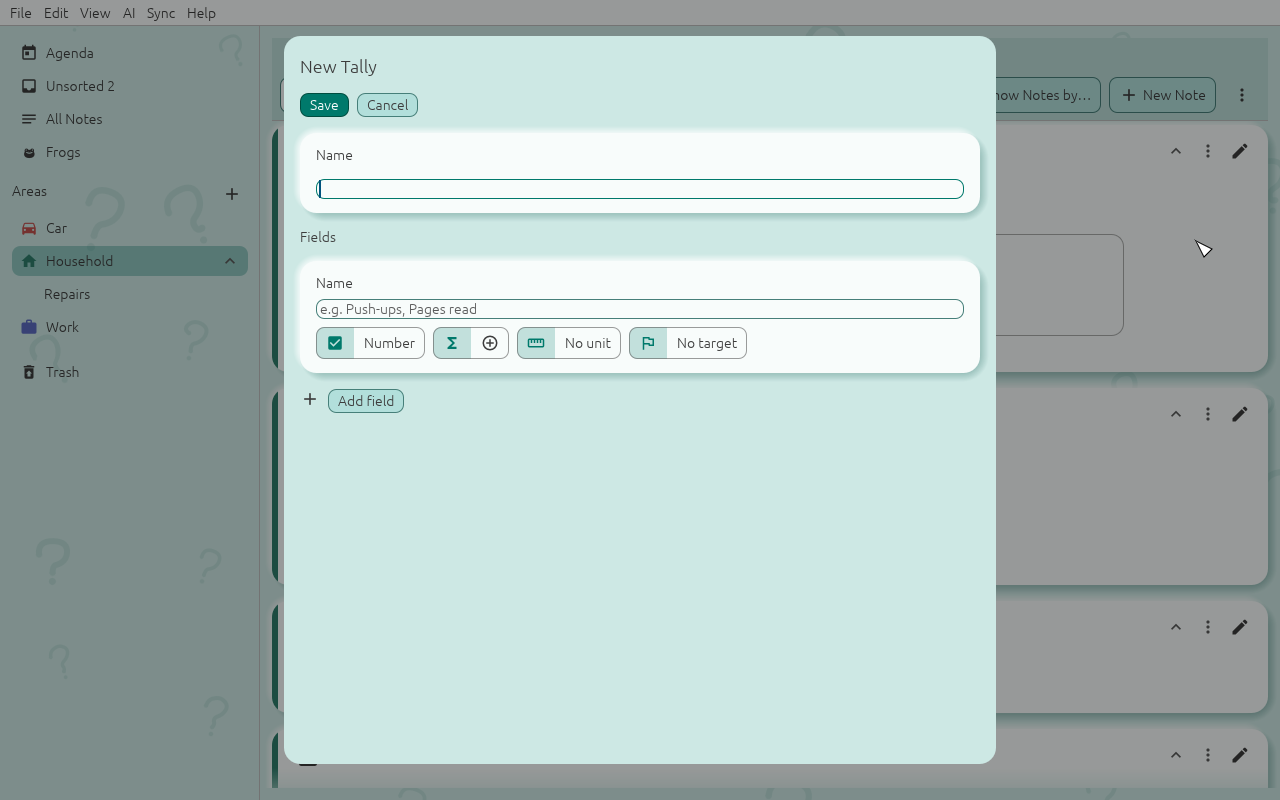 File Edit View AI Sync Help
Agenda
Unsorted 2
All Notes
Frogs
Areas
Car
Household
Repairs
Work
Trash
New Tally
Save Cancel
Name
Fields
Name
e.g. Push-ups, Pages read
Number No unit No target
Add field
Notes by…
New Note